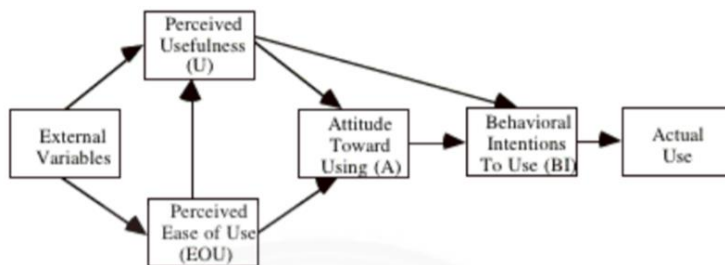 Perceived
Usefulness
(U)
External
Variables
Perceived
Ease of Use
(EOU)
Attitude
Toward
Using (A)
Behavioral
Intentions
To Use (BI)
Actual
Use